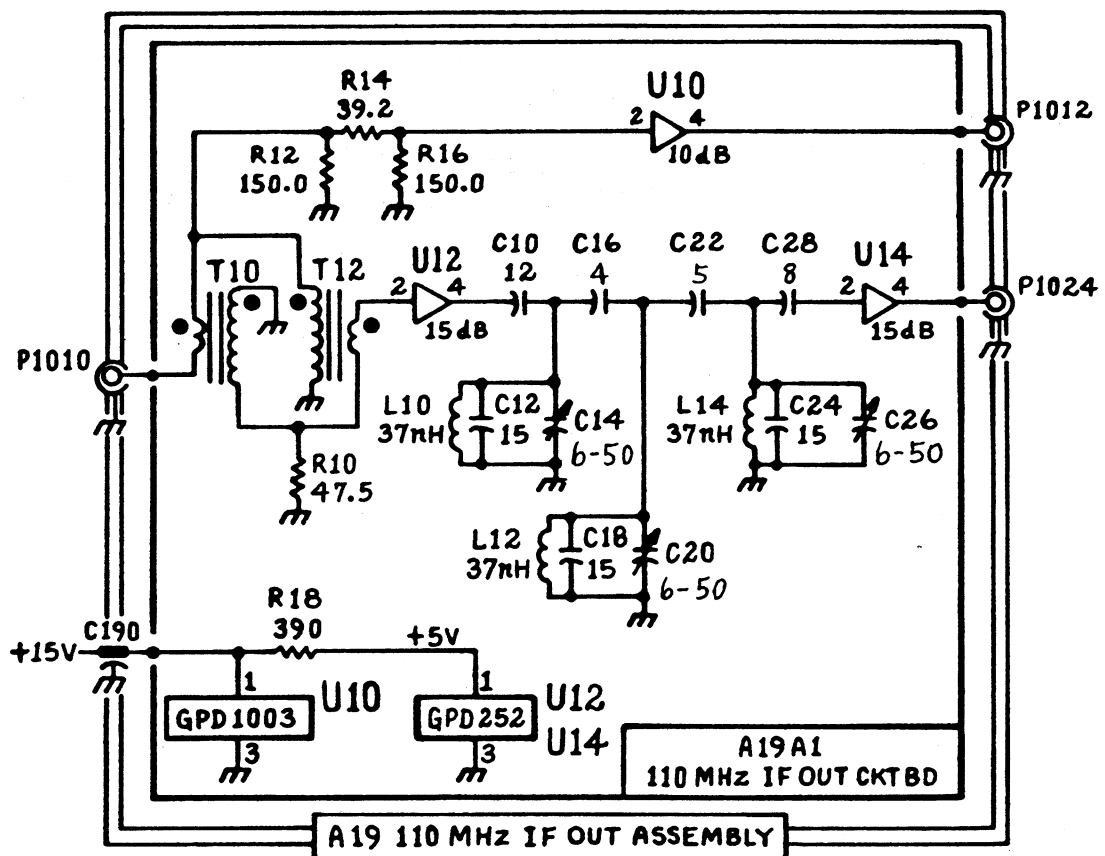 R14
39.2
U10
2
4
10dB
P1012
R12
150.0
R16
150.0
T10
T12
U12
2
4
15dB
C10
12
C16
4
C22
5
C28
8
U14
2
4
15dB
P1024
P1010
L10
37nH
C12
15
C14
6-50
L14
37nH
C24
15
C26
6-50
R10
47.5
L12
37nH
C18
15
C20
6-50
+15V
C190
R18
390
+5V
1
GPD1003
3
U10
1
GPD252
3
U12
U14
A19A1
110 MHz IF OUT CKT BD
A19 110 MHz IF OUT ASSEMBLY